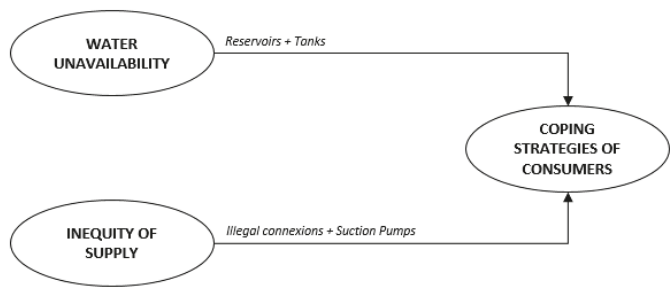 WATER
UNAVAILABILITY
Reservoirs + Tanks
COPING
STRATEGIES OF
CONSUMERS
INEQUITY OF
SUPPLY
Illegal connexions + Suction Pumps